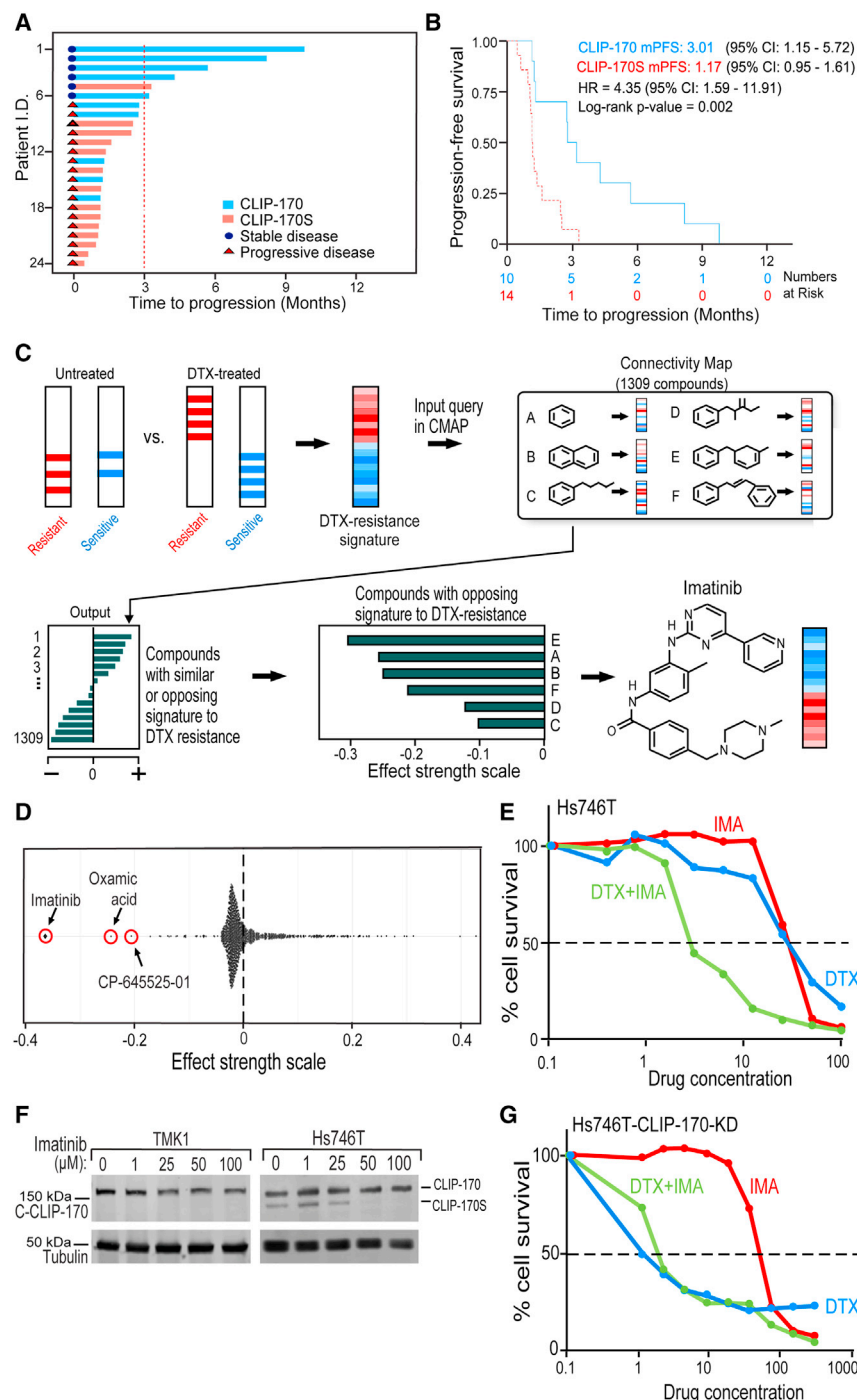 A
Patient I.D.
1
6
12
18
24
CLIP-170
CLIP-170S
Stable disease
Progressive disease
0 3 6 9 12
Time to progression (Months)
B
Progression-free survival
1.00
0.75
0.50
0.25
0
CLIP-170 mPFS: 3.01 (95% CI: 1.15 - 5.72)
CLIP-170S mPFS: 1.17 (95% CI: 0.95 - 1.61)
HR = 4.35 (95% CI: 1.59 - 11.91)
Log-rank p-value = 0.002
0 3 6 9 12
10 5 2 1 0 Numbers
14 1 0 0 0 at Risk
Time to progression (Months)
C
Untreated
DTX-treated
vs.
Resistant
Sensitive
Resistant
Sensitive
DTX-resistance
signature
Input query
in CMAP
Connectivity Map
(1309 compounds)
A
B
C
D
E
F
Output
1
2
3
...
1309
− 0 +
Compounds
with similar
or opposing
signature to
DTX resistance
Compounds with opposing
signature to DTX-resistance
E
A
B
F
D
C
-0.3 -0.2 -0.1 0
Effect strength scale
Imatinib
H
N
N
N
N
N
H
O
N
N
D
Imatinib
Oxamic
acid
CP-645525-01
-0.4 -0.2 0 0.2 0.4
Effect strength scale
E
Hs746T
% cell survival
100
50
0
IMA
DTX+IMA
DTX
0.1 1 10 100
Drug concentration
F
Imatinib
(µM):
TMK1
0 1 25 50 100
Hs746T
0 1 25 50 100
150 kDa
C-CLIP-170
CLIP-170
CLIP-170S
50 kDa
Tubulin
G
Hs746T-CLIP-170-KD
% cell survival
100
50
0
DTX+IMA
IMA
DTX
0.1 1 10 100 1000
Drug concentration